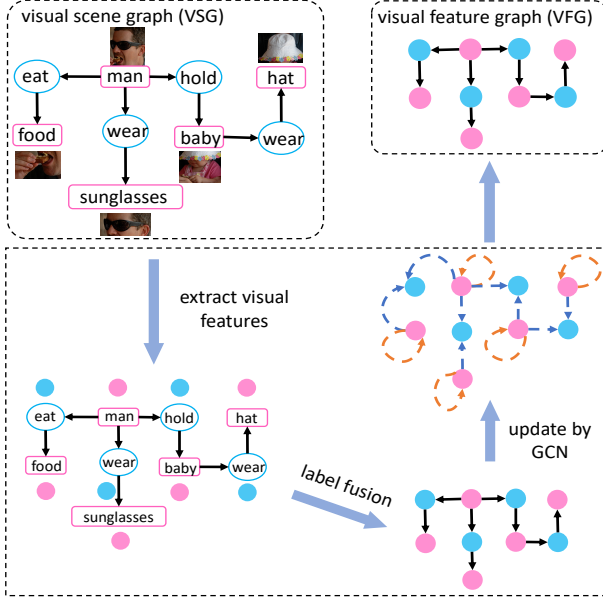 visual scene graph (VSG)
eat
man
hold
hat
food
wear
baby
wear
sunglasses
visual feature graph (VFG)
extract visual
features
eat
man
hold
hat
food
wear
baby
wear
sunglasses
label fusion
update by
GCN